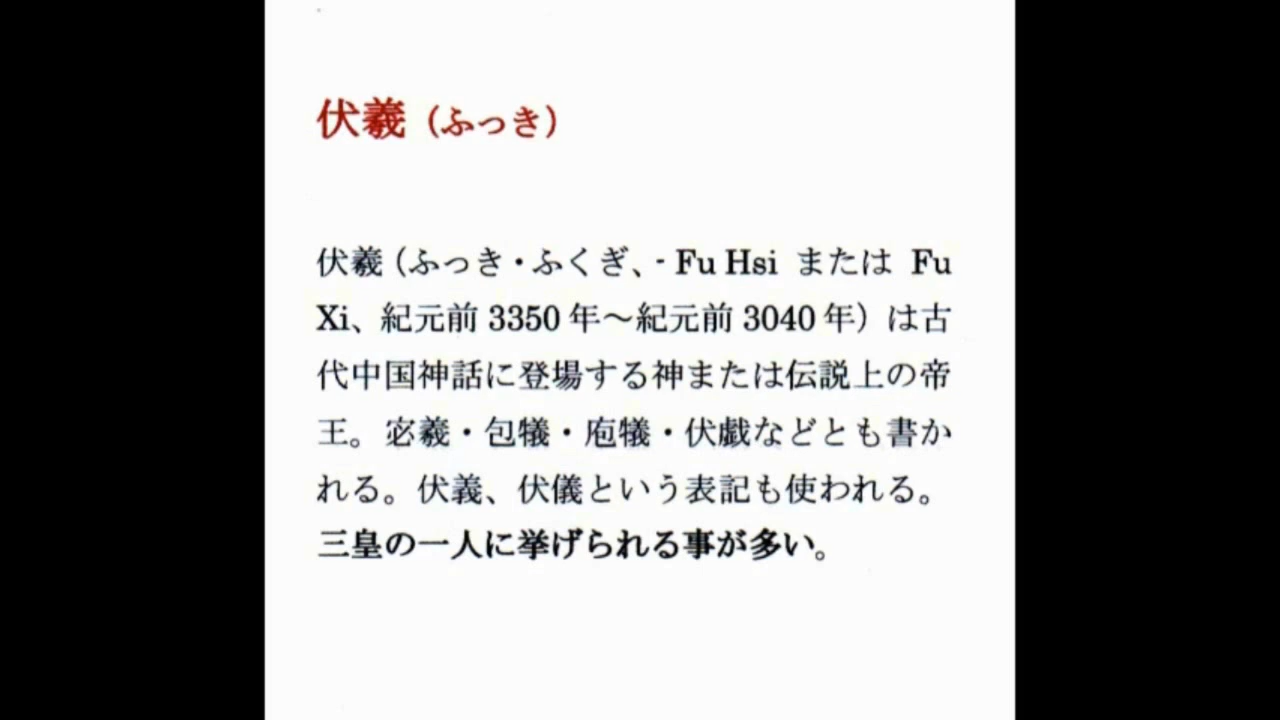 伏羲（ふっき）
伏羲（ふっき・ふくぎ、- Fu Hsi または Fu
Xi、紀元前 3350 年～紀元前 3040 年）は古
代中国神話に登場する神または伝説上の帝
王。宓羲・包犠・庖犠・伏戯などとも書か
れる。伏義、伏儀という表記も使われる。
三皇の一人に挙げられる事が多い。